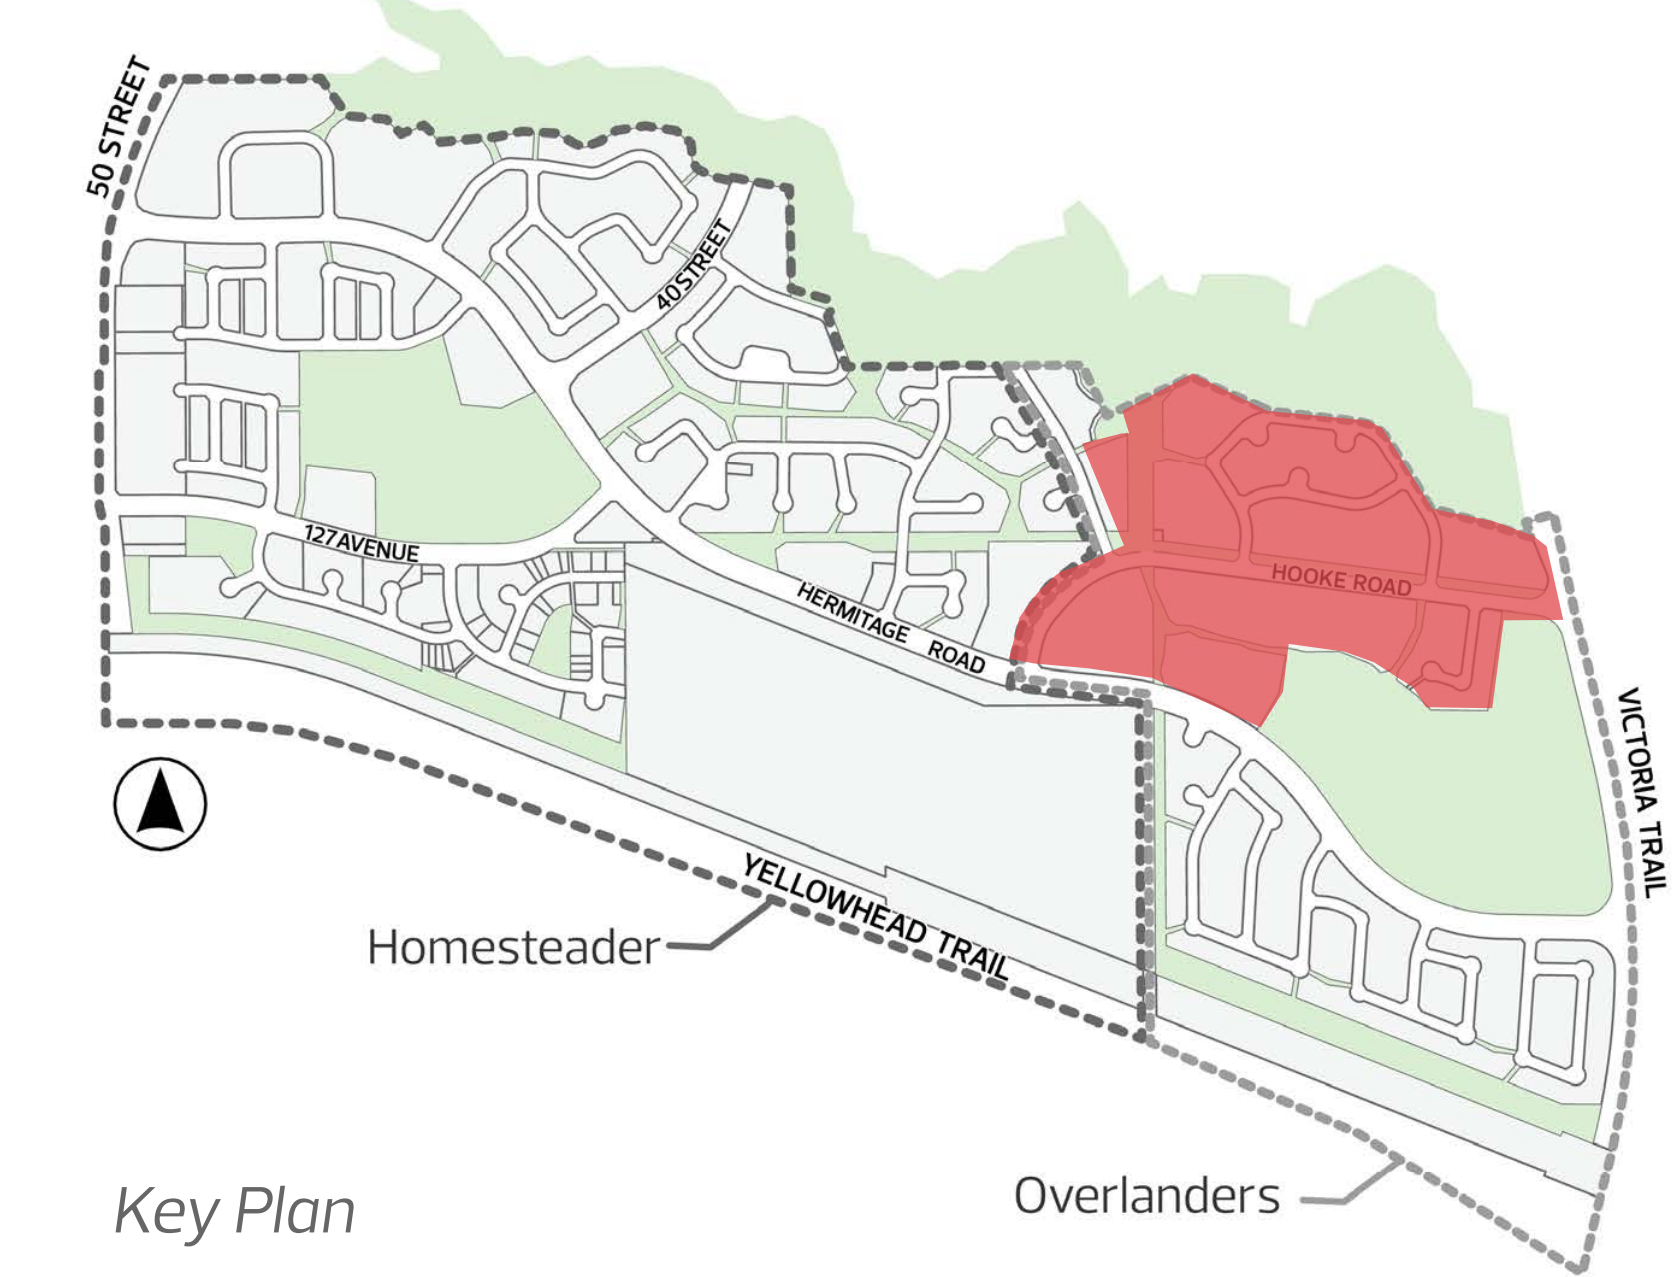 50 STREET
40 STREET
127 AVENUE
HOOKE ROAD
HERMITAGE ROAD
VICTORIA TRAIL
YELLOWHEAD TRAIL
Homesteader
Overlanders
Key Plan